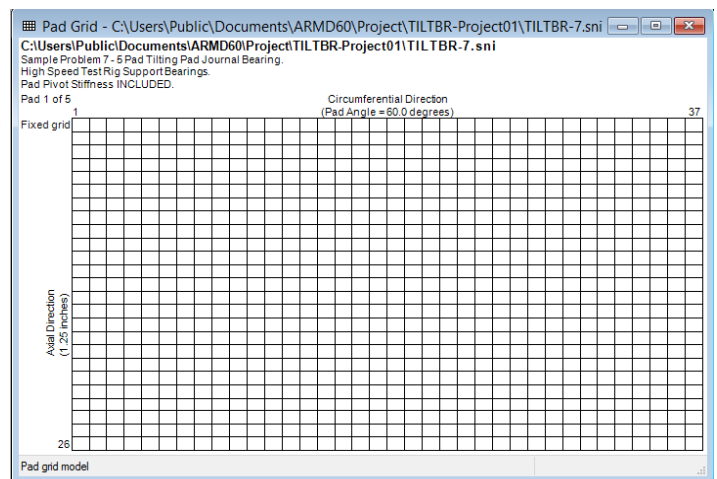 Pad Grid - C:\Users\Public\Documents\ARMD60\Project\TILTBR-Project01\TILTBR-7.sni
C:\Users\Public\Documents\ARMD60\Project\TILTBR-Project01\TILTBR-7.sni
Sample Problem 7 - 5 Pad Tilting Pad Journal Bearing.
High Speed Test Rig Support Bearings.
Pad Pivot Stiffness INCLUDED.
Pad 1 of 5
Circumferential Direction
1 (Pad Angle = 60.0 degrees) 37
Fixed grid
Axial Direction
(1.25 inches)
26
Pad grid model